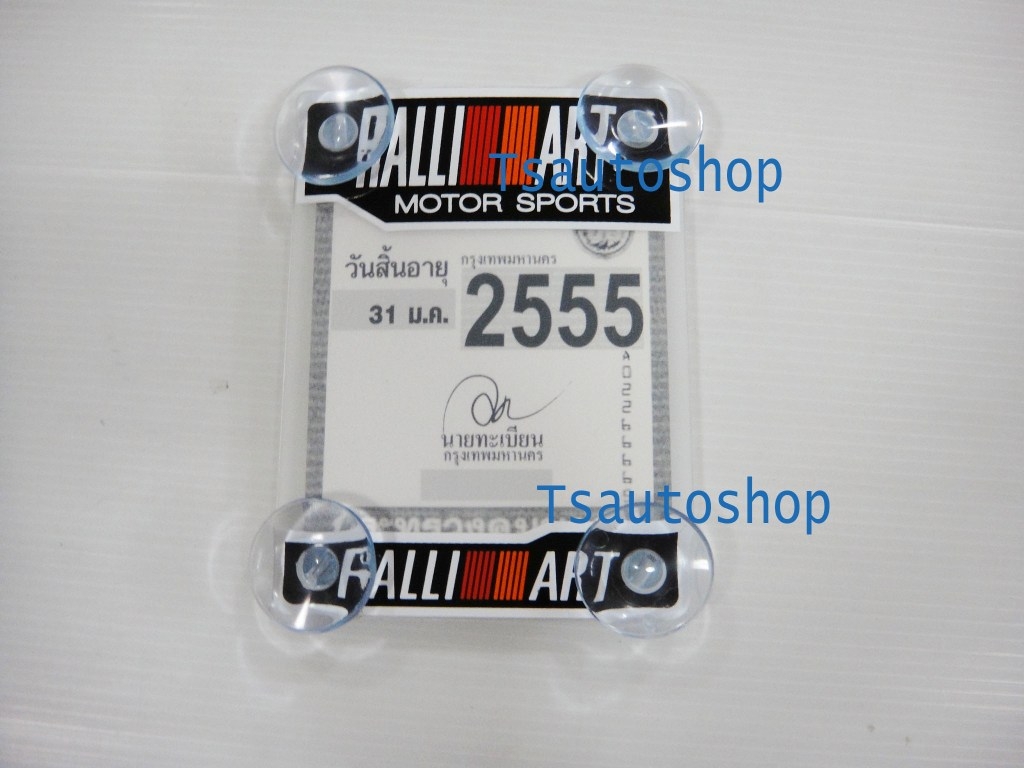 RALLI ART
Tsautoshop
MOTOR SPORTS
วันสิ้นอายุ
กรุงเทพมหานคร
31 ม.ค.
2555
นายทะเบียน
กรุงเทพมหานคร
Tsautoshop
RALLI ART